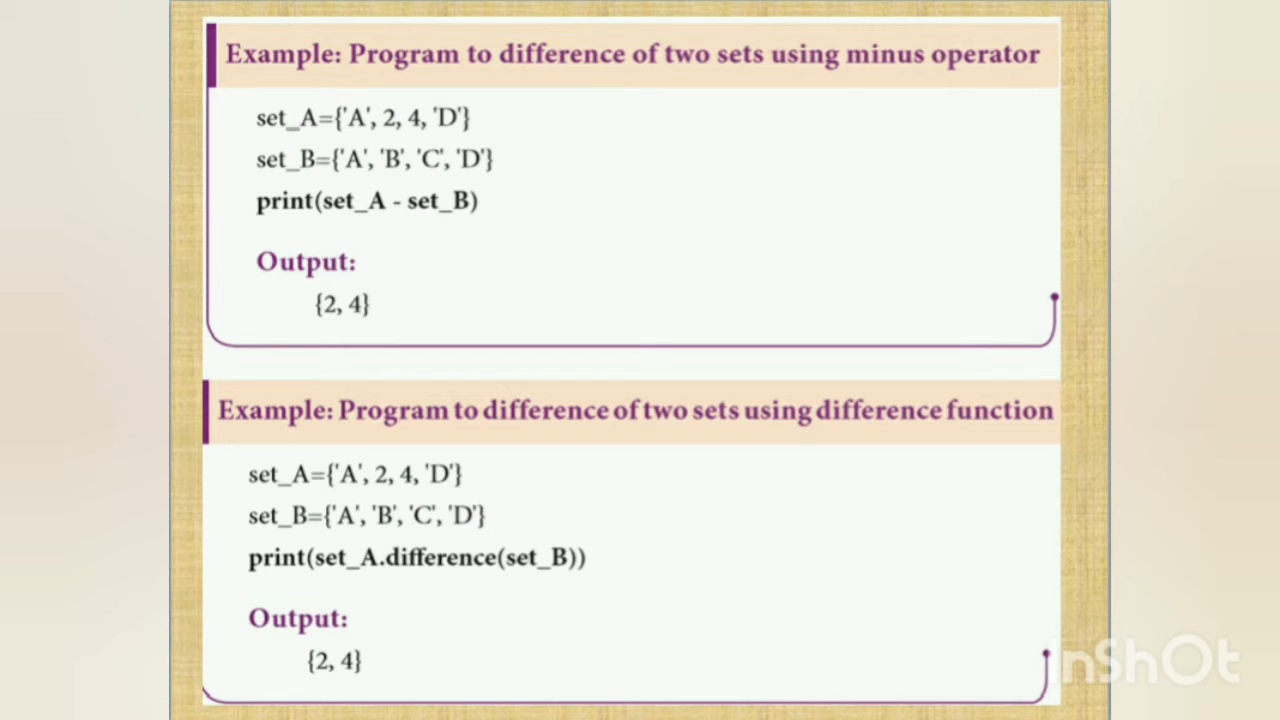 Example: Program to difference of two sets using minus operator
set_A={'A', 2, 4, 'D'}
set_B={'A', 'B', 'C', 'D'}
print(set_A - set_B)
Output:
{2, 4}
Example: Program to difference of two sets using difference function
set_A={'A', 2, 4, 'D'}
set_B={'A', 'B', 'C', 'D'}
print(set_A.difference(set_B))
Output:
{2, 4}
InShOt